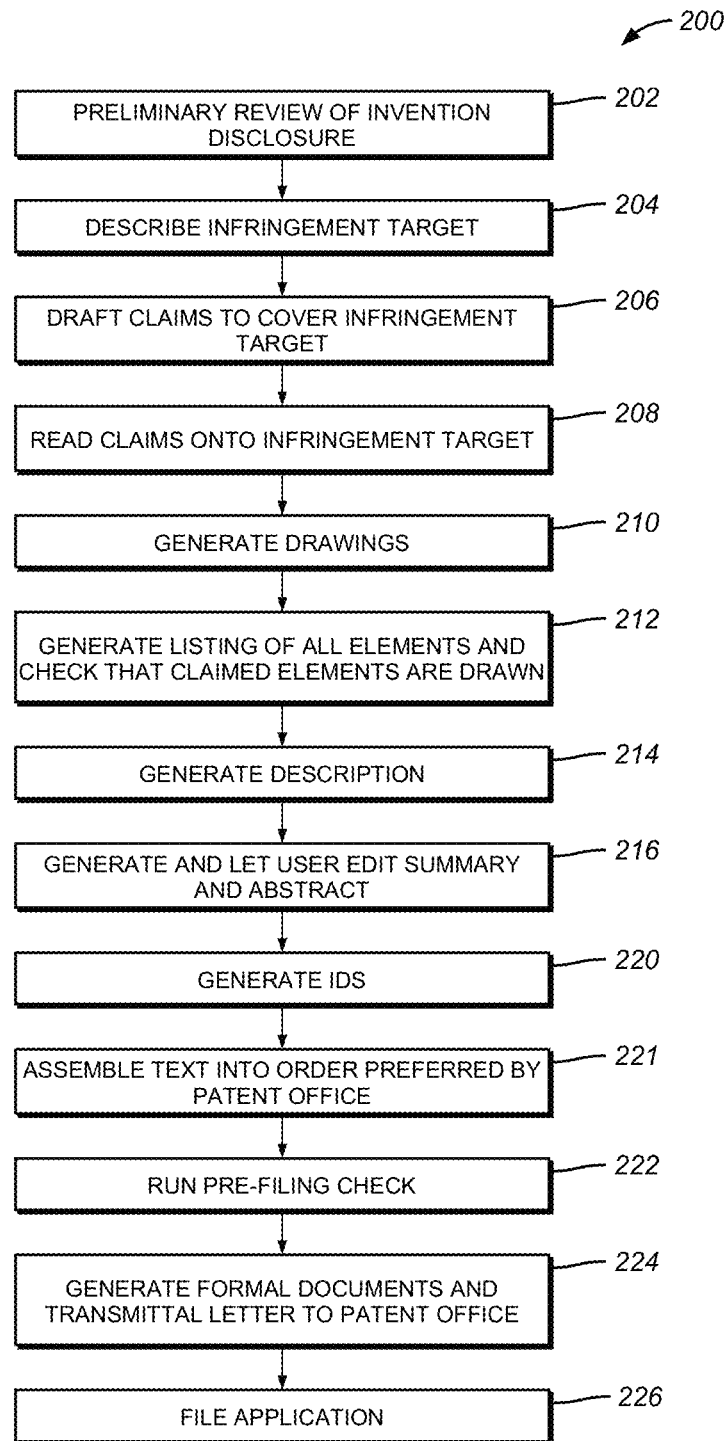 200
PRELIMINARY REVIEW OF INVENTION
DISCLOSURE
202
DESCRIBE INFRINGEMENT TARGET
204
DRAFT CLAIMS TO COVER INFRINGEMENT
TARGET
206
READ CLAIMS ONTO INFRINGEMENT TARGET
208
GENERATE DRAWINGS
210
GENERATE LISTING OF ALL ELEMENTS AND
CHECK THAT CLAIMED ELEMENTS ARE DRAWN
212
GENERATE DESCRIPTION
214
GENERATE AND LET USER EDIT SUMMARY
AND ABSTRACT
216
GENERATE IDS
220
ASSEMBLE TEXT INTO ORDER PREFERRED BY
PATENT OFFICE
221
RUN PRE-FILING CHECK
222
GENERATE FORMAL DOCUMENTS AND
TRANSMITTAL LETTER TO PATENT OFFICE
224
FILE APPLICATION
226